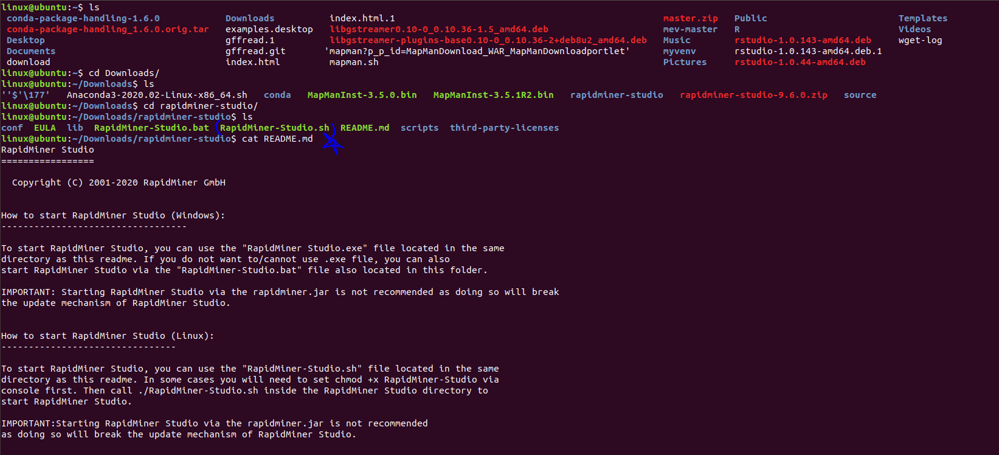 linux@ubuntu:~$ ls
conda-package-handling-1.6.0 Downloads index.html.1 master.zip Public Templates
conda-package-handling_1.6.0.orig.tar examples.desktop libgstreamer0.10-0_0.10.36-1.5_amd64.deb mev-master R Videos
Desktop gffread.1 libgstreamer-plugins-base0.10-0_0.10.36-2+deb8u2_amd64.deb Music rstudio-1.0.143-amd64.deb wget-log
Documents gffread.git 'mapman?p_p_id=MapManDownload_WAR_MapManDownloadportlet' myvenv rstudio-1.0.143-amd64.deb.1
download index.html mapman.sh Pictures rstudio-1.0.44-amd64.deb
linux@ubuntu:~$ cd Downloads/
linux@ubuntu:~/Downloads$ ls
''$'\177' Anaconda3-2020.02-Linux-x86_64.sh conda MapManInst-3.5.0.bin MapManInst-3.5.1R2.bin rapidminer-studio rapidminer-studio-9.6.0.zip source
linux@ubuntu:~/Downloads$ cd rapidminer-studio/
linux@ubuntu:~/Downloads/rapidminer-studio$ ls
conf EULA lib RapidMiner-Studio.bat RapidMiner-Studio.sh README.md scripts third-party-licenses
linux@ubuntu:~/Downloads/rapidminer-studio$ cat README.md
RapidMiner Studio
=================
Copyright (C) 2001-2020 RapidMiner GmbH
How to start RapidMiner Studio (Windows):
----------------------------------
To start RapidMiner Studio, you can use the "RapidMiner Studio.exe" file located in the same
directory as this readme. If you do not want to/cannot use .exe file, you can also
start RapidMiner Studio via the "RapidMiner-Studio.bat" file also located in this folder.
IMPORTANT: Starting RapidMiner Studio via the rapidminer.jar is not recommended as doing so will break
the update mechanism of RapidMiner Studio.
How to start RapidMiner Studio (Linux):
--------------------------------
To start RapidMiner Studio, you can use the "RapidMiner-Studio.sh" file located in the same
directory as this readme. In some cases you will need to set chmod +x RapidMiner-Studio via
console first. Then call ./RapidMiner-Studio.sh inside the RapidMiner Studio directory to
start RapidMiner Studio.
IMPORTANT:Starting RapidMiner Studio via the rapidminer.jar is not recommended
as doing so will break the update mechanism of RapidMiner Studio.